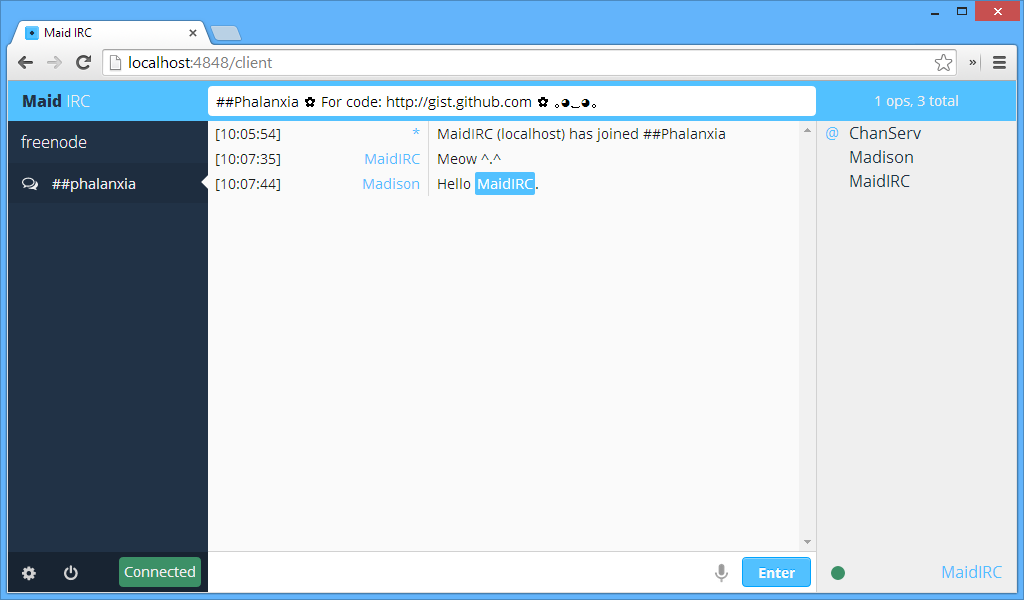 Maid IRC
localhost:4848/client
Maid IRC
##Phalanxia ✿ For code: http://gist.github.com ✿ ｡◕‿◕｡
1 ops, 3 total
freenode
##phalanxia
[10:05:54] * MaidIRC (localhost) has joined ##Phalanxia
[10:07:35] MaidIRC Meow ^.^
[10:07:44] Madison Hello MaidIRC.
@ ChanServ
Madison
MaidIRC
Connected
Enter
MaidIRC